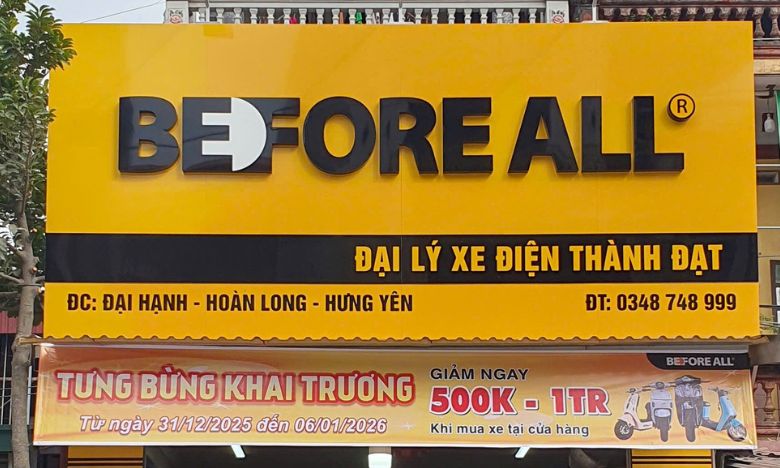 BEFORE ALL ®
ĐẠI LÝ XE ĐIỆN THÀNH ĐẠT
ĐC: ĐẠI HẠNH - HOÀN LONG - HƯNG YÊN ĐT: 0348 748 999
BEFORE ALL
TƯNG BỪNG KHAI TRƯƠNG
Từ ngày 31/12/2025 đến 06/01/2026
GIẢM NGAY
500K - 1TR
Khi mua xe tại cửa hàng